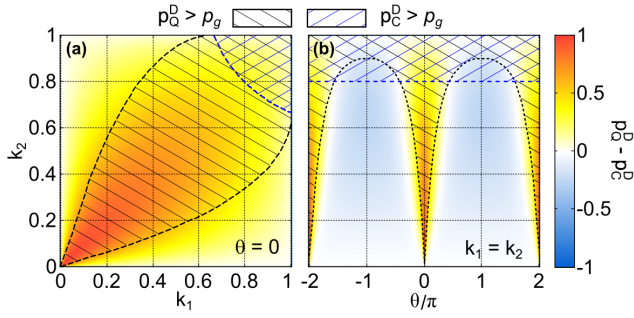 p_Q^D > p_g p_C^D > p_g
(a) (b)
1 0.8 0.6 0.4 0.2 0
k_2
θ = 0
0 0.2 0.4 0.6 0.8 1
k_1
k_1 = k_2
-2 -1 0 1 2
θ/π
1 0.5 0 -0.5 -1
p_Q^D - p_C^D